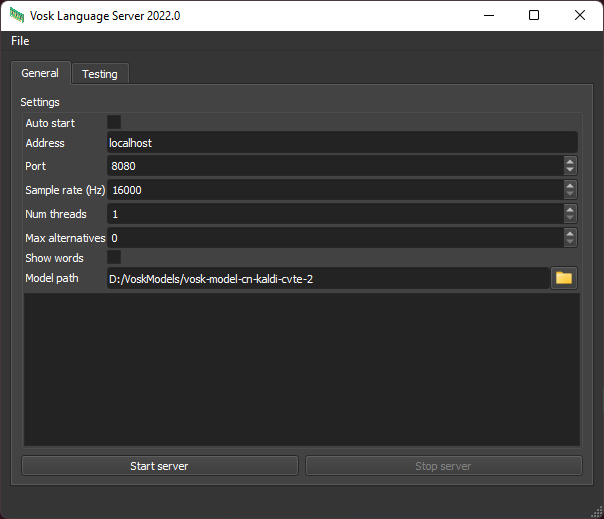 Vosk Language Server 2022.0
File
General
Testing
Settings
Auto start
Address localhost
Port 8080
Sample rate (Hz) 16000
Num threads 1
Max alternatives 0
Show words
Model path D:/VoskModels/vosk-model-cn-kaldi-cvte-2
Start server
Stop server